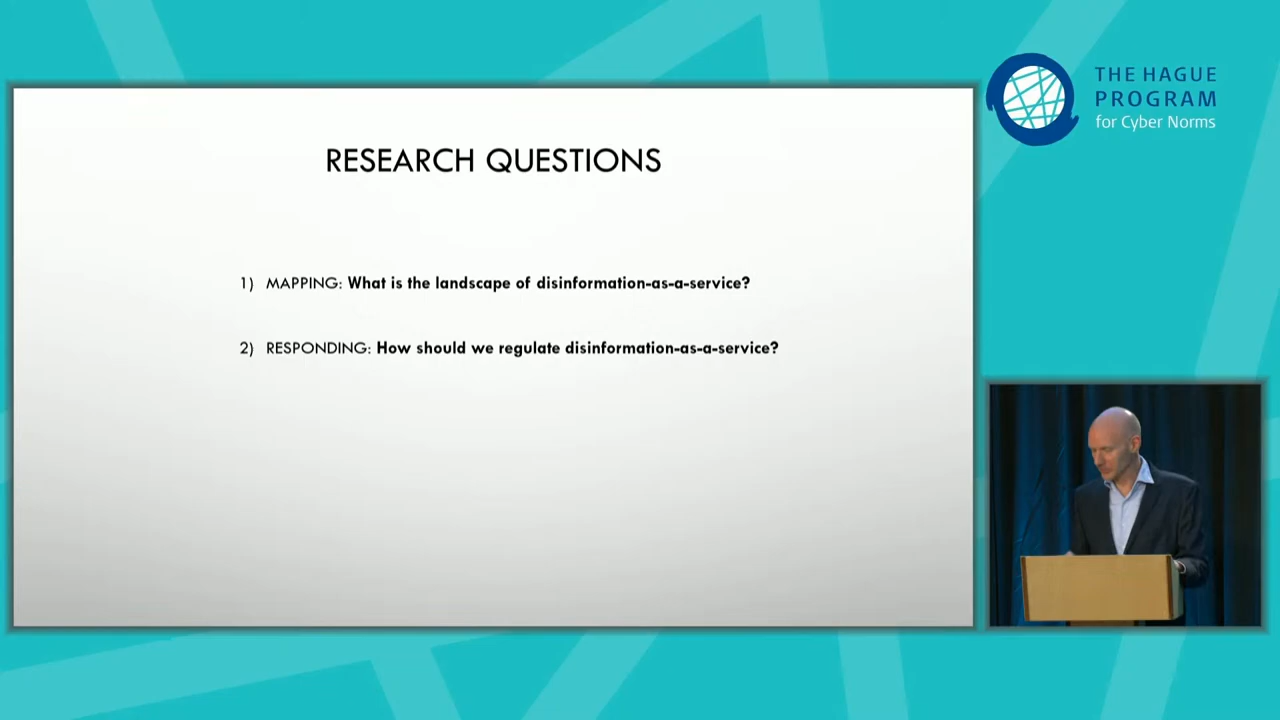 THE HAGUE
PROGRAM
for Cyber Norms
RESEARCH QUESTIONS
1) MAPPING: What is the landscape of disinformation-as-a-service?
2) RESPONDING: How should we regulate disinformation-as-a-service?